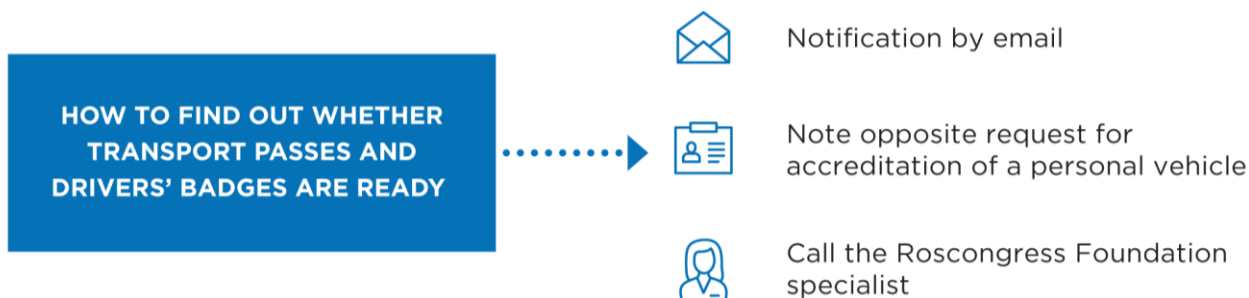 HOW TO FIND OUT WHETHER
TRANSPORT PASSES AND
DRIVERS’ BADGES ARE READY
Notification by email
Note opposite request for
accreditation of a personal vehicle
Call the Roscongress Foundation
specialist